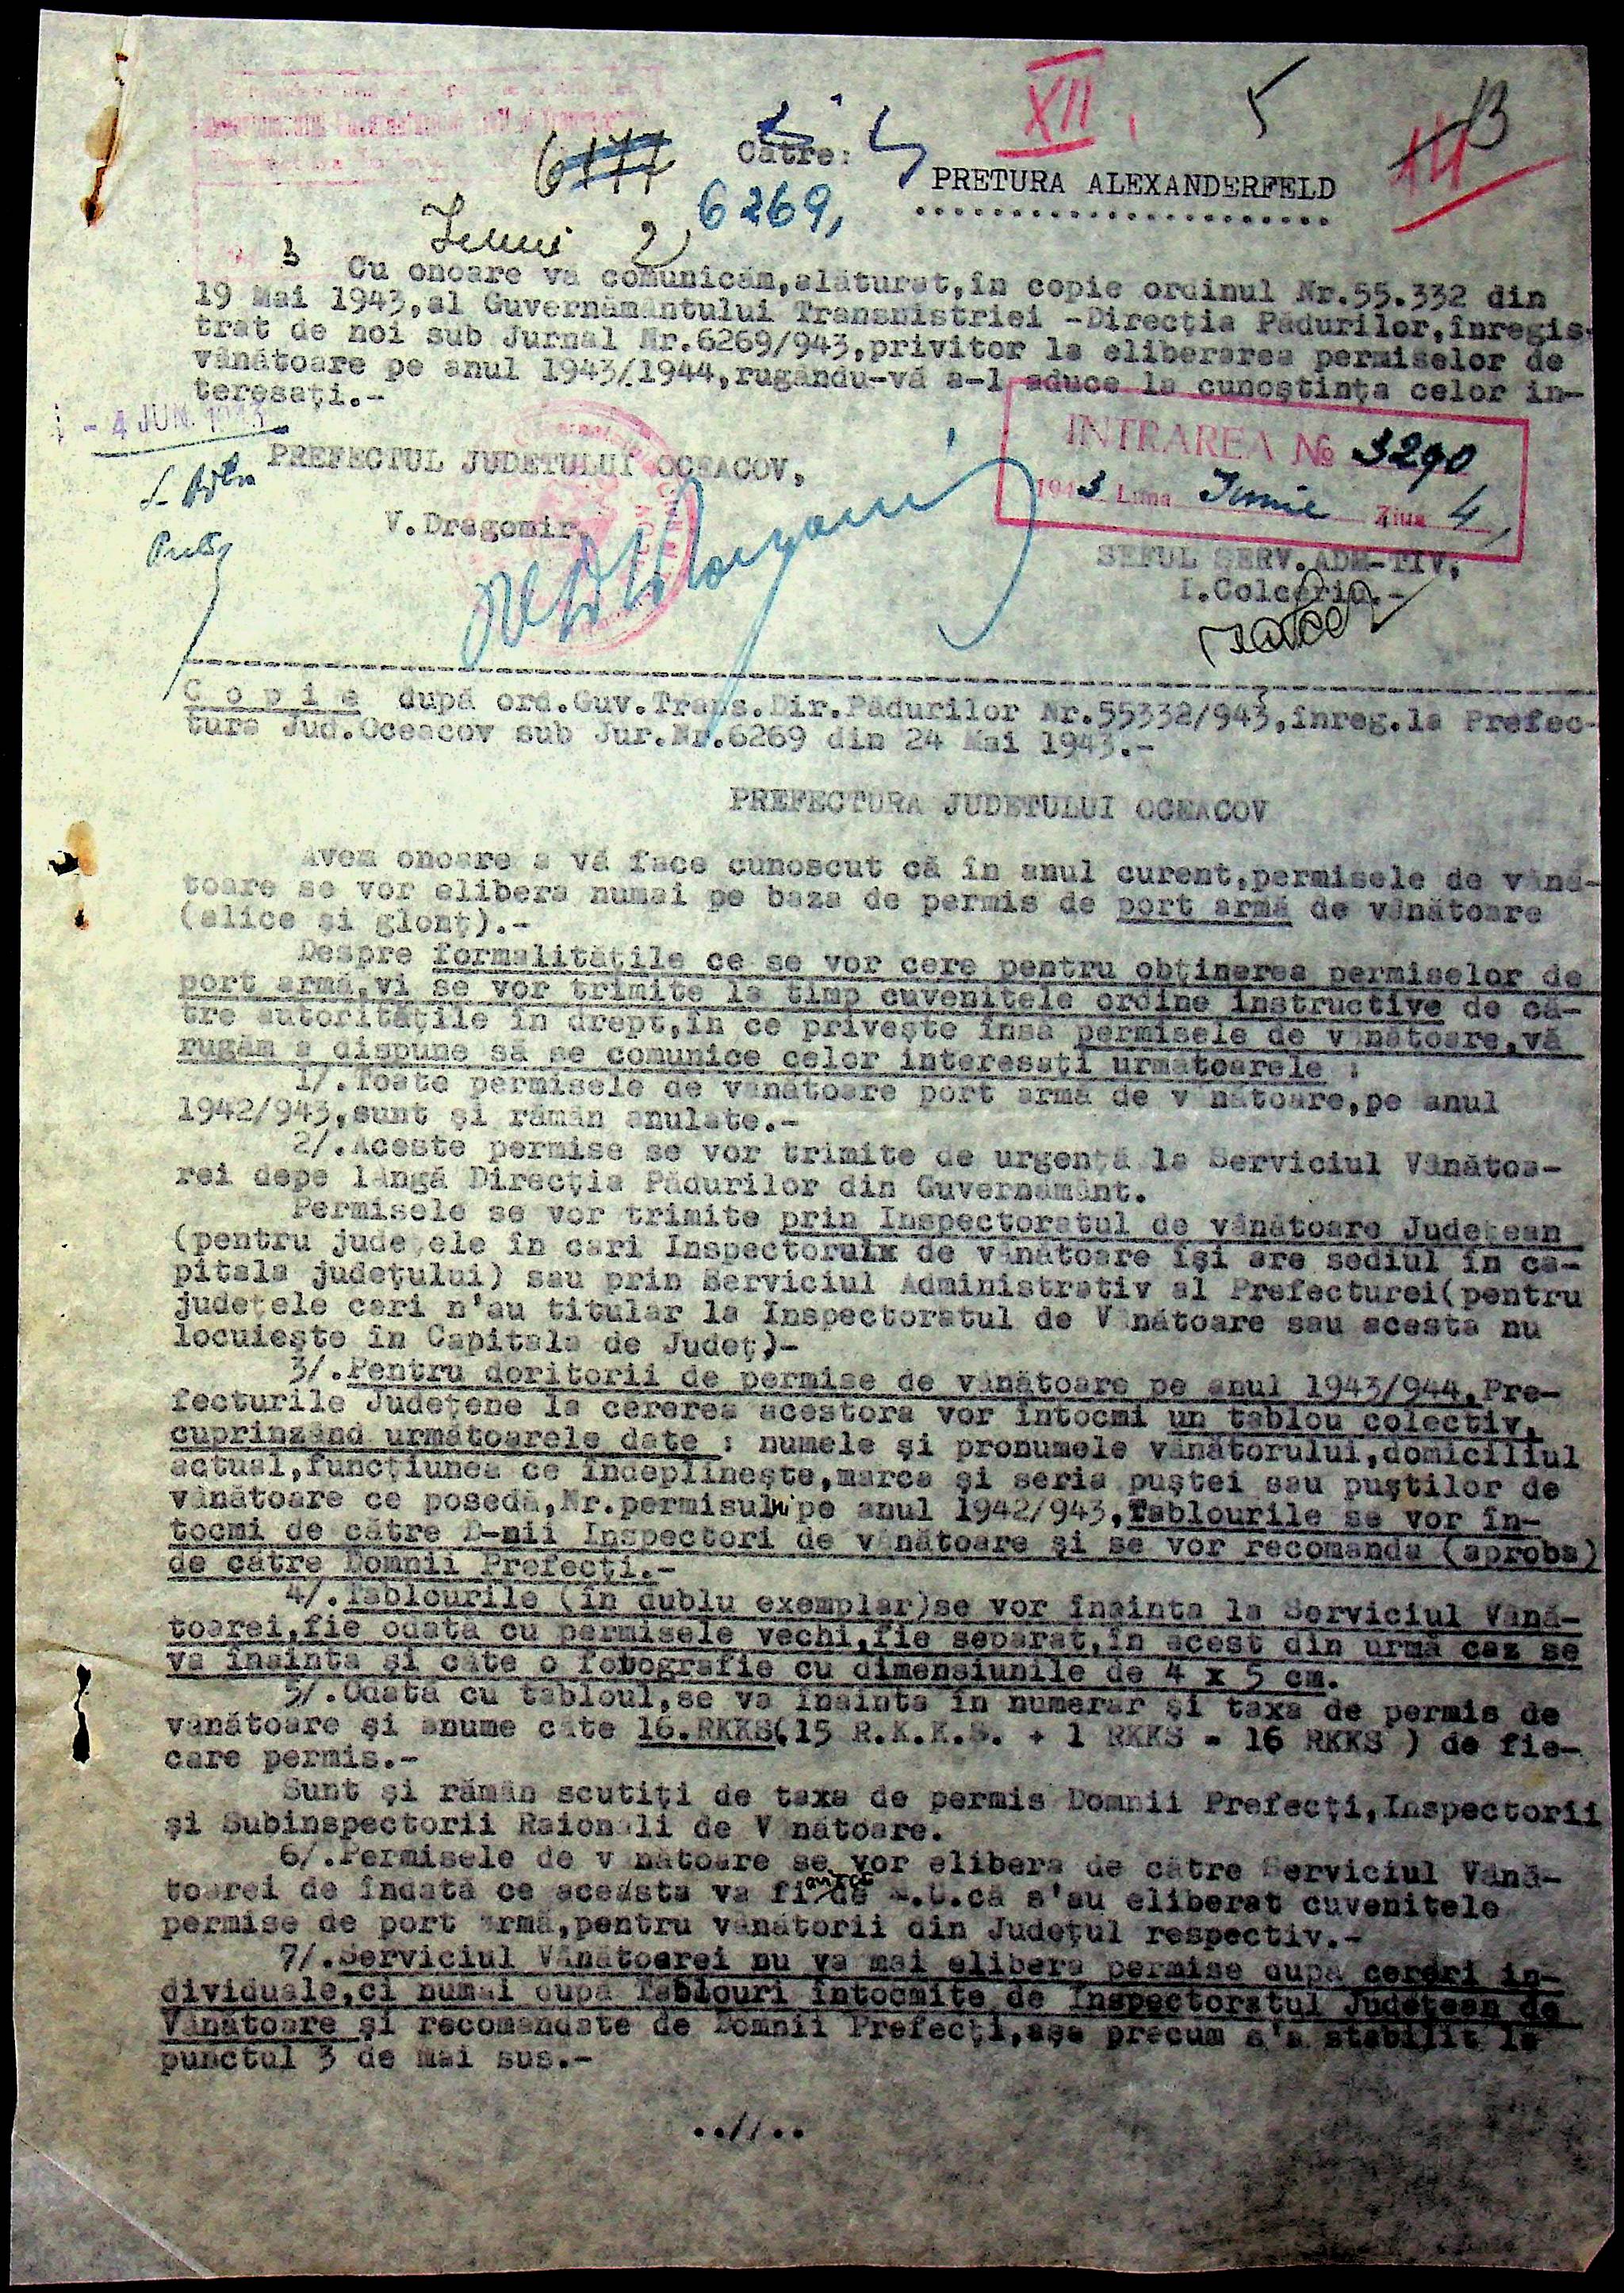 XII
5
13
14
6177
Către:
6269,
PRETURA ALEXANDERFELD
3
2
Cu onoare vă comunicăm,alăturat,în copie ordinul Nr.55.332 din
19 Mai 1943,al Guvernământului Transnistriei -Direcția Pădurilor,înregis-
trat de noi sub Jurnal Nr.6269/943,privitor la eliberarea permiselor de
vânătoare pe anul 1943/1944,rugându-vă a-l aduce la cunoștința celor in-
teresați.-
- 4 JUN. 1943
INTRAREA № 3290
1943 Luna Iunie Ziua 4
PREFECTUL JUDETULUI OCEACOV,
V.Dragomir
SEFUL SERV.ADM-TIV,
I.Colceriu.-
C o p i e după ord.Guv.Trans.Dir.Pădurilor Nr.55332/943,înreg.la Prefec-
tura Jud.Oceacov sub Jur.Nr.6269 din 24 Mai 1943.-
PREFECTURA JUDETULUI OCEACOV
Avem onoare a vă face cunoscut că în anul curent,permisele de vână-
toare se vor elibera numai pe baza de permis de port armă de vânătoare
(alice și glonț).-
Despre formalitățile ce se vor cere pentru obținerea permiselor de
port armă,vi se vor trimite la timp cuvenitele ordine instructive de că-
tre autoritățile în drept,în ce privește însă permisele de vânătoare,vă
rugăm a dispune să se comunice celor interesați următoarele :
1/.Toate permisele de vânătoare port armă de vânătoare,pe anul
1942/943,sunt și rămân anulate.-
2/.Aceste permise se vor trimite de urgență la Serviciul Vânătoa-
rei depe lângă Direcția Pădurilor din Guvernământ.
Permisele se vor trimite prin Inspectoratul de vânătoare Județean
(pentru județele în cari Inspectorulx de vânătoare își are sediul în ca-
pitala județului) sau prin Serviciul Administrativ al Prefecturei(pentru
județele cari n'au titular la Inspectoratul de Vânătoare sau acesta nu
locuiește în Capitala de Județ)-
3/.Pentru doritorii de permise de vânătoare pe anul 1943/944,Pre-
fecturile Județene la cererea acestora vor întocmi un tablou colectiv,
cuprinzând următoarele date : numele și pronumele vânătorului,domiciliul
actual,funcțiunea ce îndeplinește,marca și seria puștei sau puștilor de
vânătoare ce posedă,Nr.permisului pe anul 1942/943,Tablourile se vor în-
tocmi de către D-nii Inspectori de vânătoare și se vor recomanda (aproba)
de către Domnii Prefecți.-
4/.Tablourile (în dublu exemplar)se vor înainta la Serviciul Vână-
toarei,fie odată cu permisele vechi,fie separat,în acest din urmă caz se
va înainta și câte o fotografie cu dimensiunile de 4 x 5 cm.
5/.Odată cu tabloul,se va înainta în numerar și taxa de permis de
vânătoare și anume câte 16.RKKS(15 R.K.K.S. + 1 RKKS = 16 RKKS ) de fie-
care permis.-
Sunt și rămân scutiți de taxa de permis Domnii Prefecți,Inspectorii
și Subinspectorii Raionali de Vânătoare.
6/.Permisele de vânătoare se vor elibera de către Serviciul Vână-
toarei de îndată ce aceasta va fi de .U.că s'au eliberat cuvenitele
permise de port armă,pentru vânătorii din Județul respectiv.-
7/.Serviciul Vânătoarei nu va mai elibera permise după cereri in-
dividuale,ci numai după Tablouri întocmite de Inspectoratul Județean de
Vânătoare și recomandate de Domnii Prefecți,așa precum s'a stabilit la
punctul 3 de mai sus.-
..//..